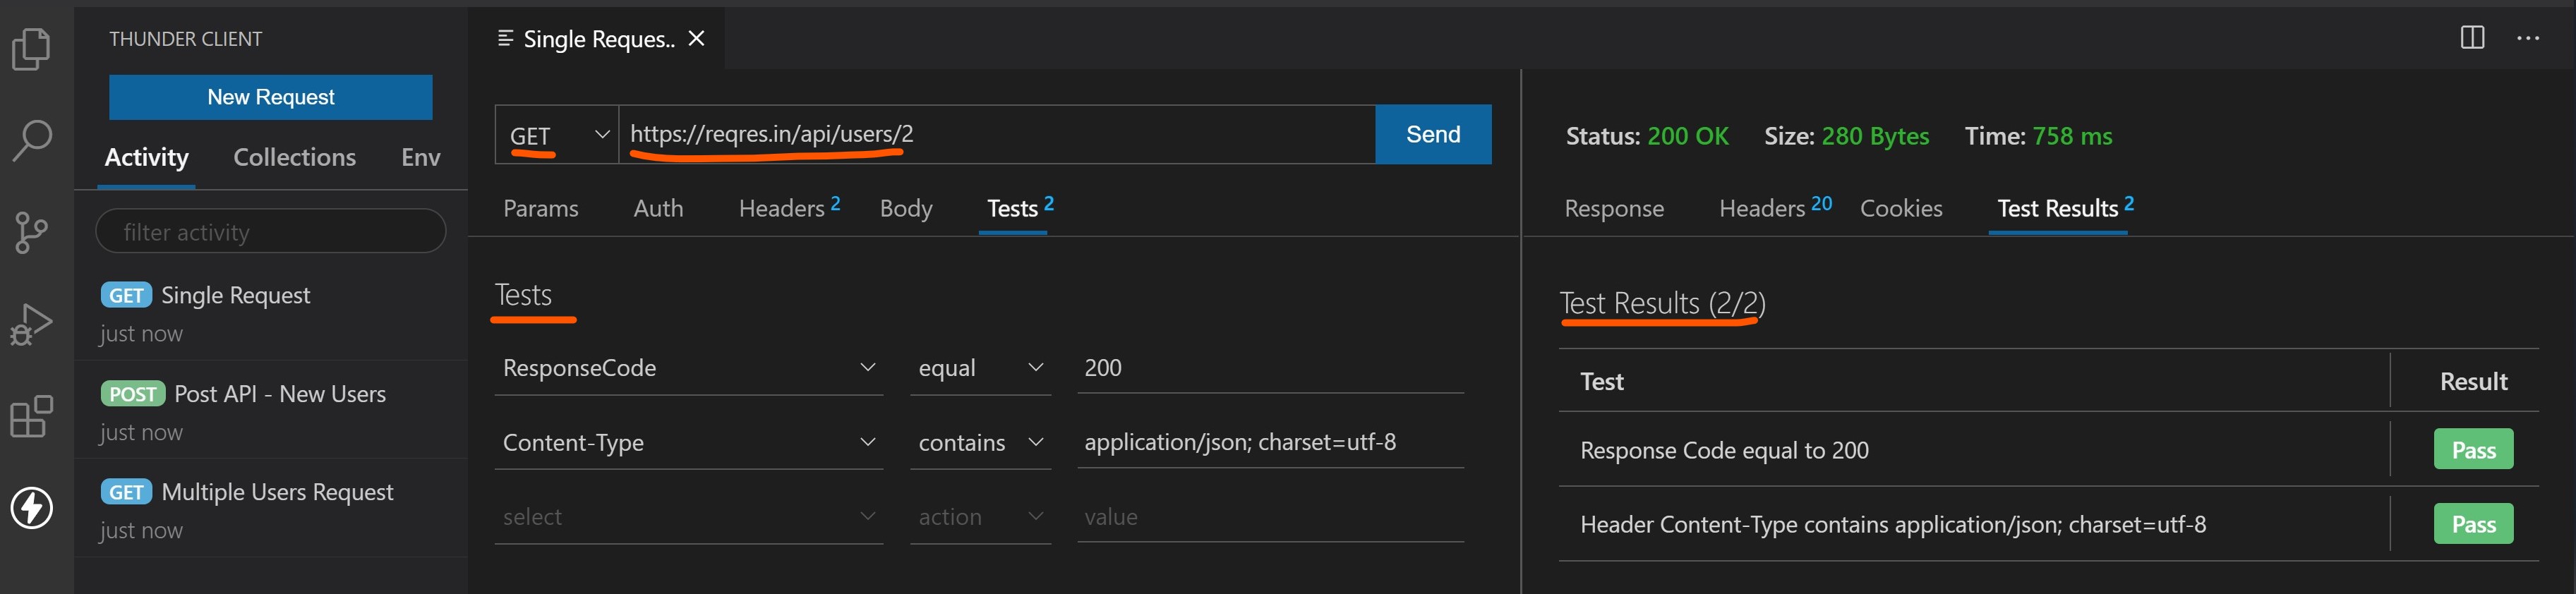 THUNDER CLIENT
New Request
Activity Collections Env
filter activity
GET Single Request
just now
POST Post API - New Users
just now
GET Multiple Users Request
just now
Single Reques..
GET https://reqres.in/api/users/2 Send
Params Auth Headers 2 Body Tests 2
Tests
ResponseCode equal 200
Content-Type contains application/json; charset=utf-8
select action value
Status: 200 OK Size: 280 Bytes Time: 758 ms
Response Headers 20 Cookies Test Results 2
Test Results (2/2)
Test Result
Response Code equal to 200 Pass
Header Content-Type contains application/json; charset=utf-8 Pass